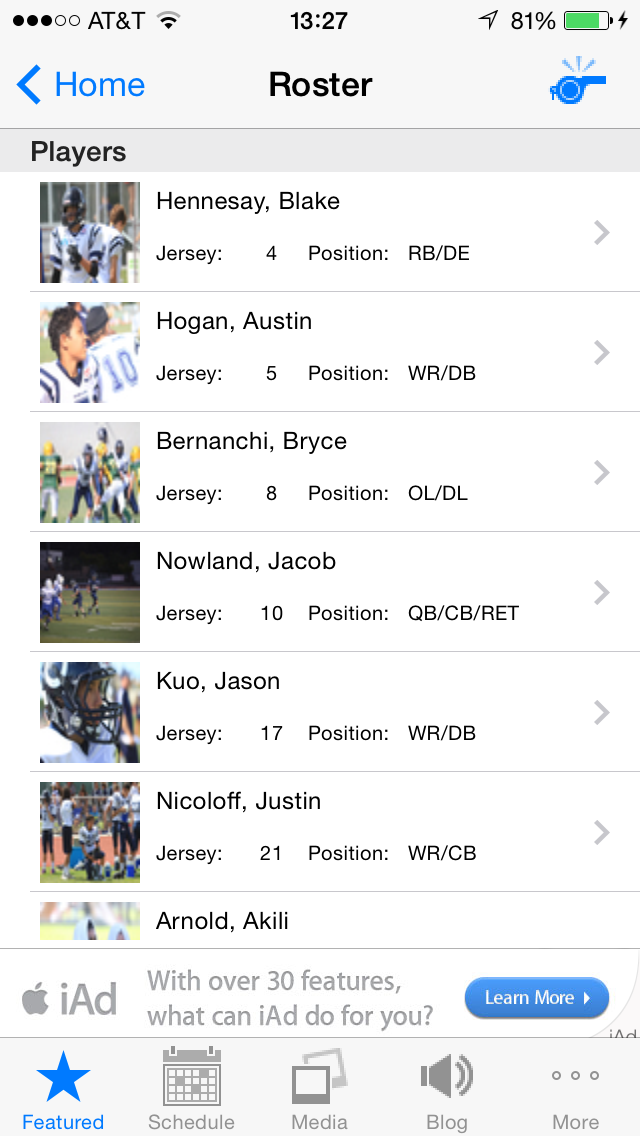 AT&T 13:27 81%
Home Roster
Players
Hennesay, Blake
Jersey: 4 Position: RB/DE
Hogan, Austin
Jersey: 5 Position: WR/DB
10
Bernanchi, Bryce
Jersey: 8 Position: OL/DL
Nowland, Jacob
Jersey: 10 Position: QB/CB/RET
Kuo, Jason
Jersey: 17 Position: WR/DB
Nicoloff, Justin
Jersey: 21 Position: WR/CB
Arnold, Akili
iAd
With over 30 features,
what can iAd do for you?
Learn More
iAd
Featured Schedule Media Blog More